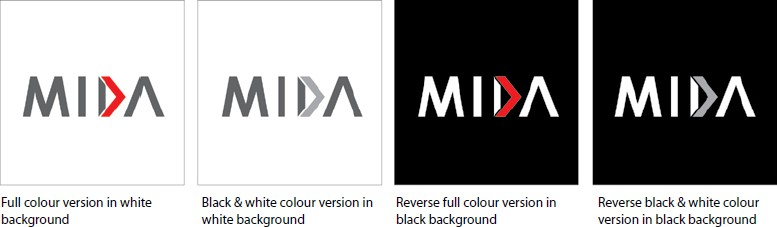 MIDA
MIDA
MIDA
MIDA
Full colour version in white
background
Black & white colour version in
white background
Reverse full colour version in
black background
Reverse black & white colour
version in black background